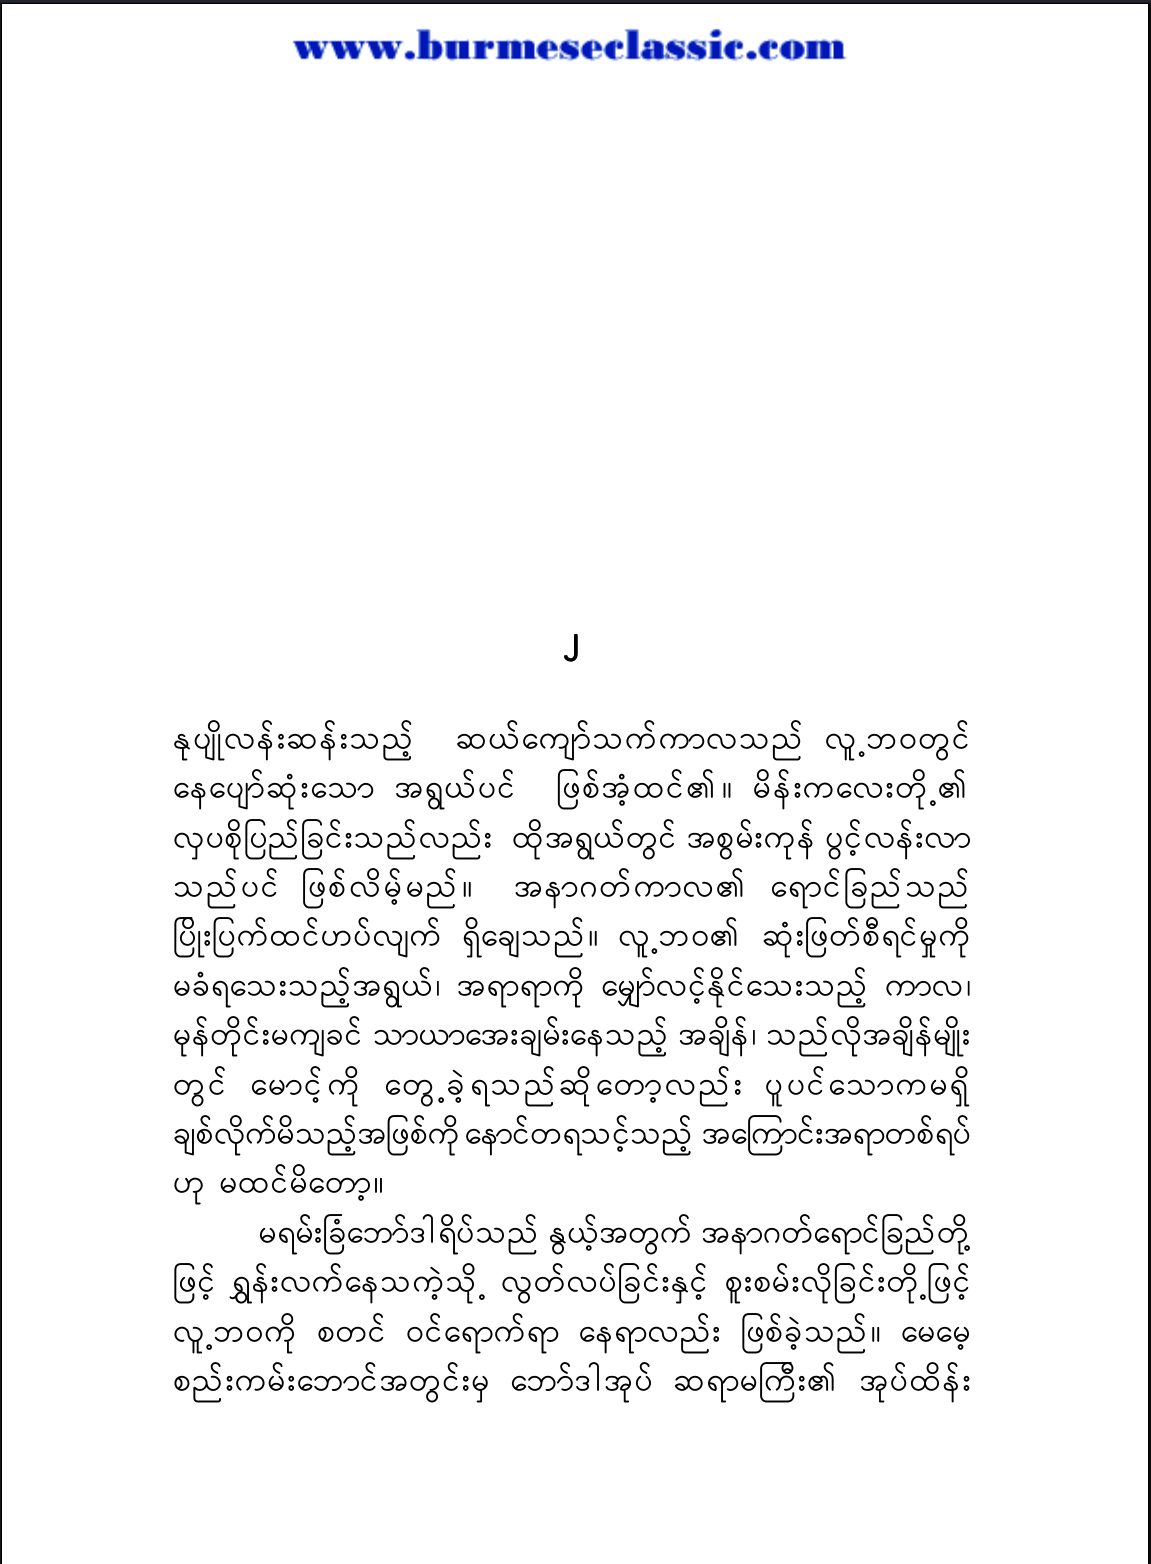 www.burmeseclassic.com
၂
နုပျိုလန်းဆန်းသည့် ဆယ်ကျော်သက်ကာလသည် လူ့ဘဝတွင်
နေပျော်ဆုံးသော အရွယ်ပင် ဖြစ်အံ့ထင်၏။ မိန်းကလေးတို့၏
လှပစိုပြည်ခြင်းသည်လည်း ထိုအရွယ်တွင် အစွမ်းကုန် ပွင့်လန်းလာ
သည်ပင် ဖြစ်လိမ့်မည်။ အနာဂတ်ကာလ၏ ရောင်ခြည်သည်
ပြိုးပြက်ထင်ဟပ်လျက် ရှိချေသည်။ လူ့ဘဝ၏ ဆုံးဖြတ်စီရင်မှုကို
မခံရသေးသည့်အရွယ်၊ အရာရာကို မျှော်လင့်နိုင်သေးသည့် ကာလ၊
မုန်တိုင်းမကျခင် သာယာအေးချမ်းနေသည့် အချိန်၊ သည်လိုအချိန်မျိုး
တွင် မောင့်ကို တွေ့ခဲ့ရသည်ဆိုတော့လည်း ပူပင်သောကမရှိ
ချစ်လိုက်မိသည့်အဖြစ်ကို နောင်တရသင့်သည့် အကြောင်းအရာတစ်ရပ်
ဟု မထင်မိတော့။
မရမ်းခြံဘော်ဒါရိပ်သည် နွယ့်အတွက် အနာဂတ်ရောင်ခြည်တို့
ဖြင့် ရွှန်းလက်နေသကဲ့သို့ လွတ်လပ်ခြင်းနှင့် စူးစမ်းလိုခြင်းတို့ဖြင့်
လူ့ဘဝကို စတင် ဝင်ရောက်ရာ နေရာလည်း ဖြစ်ခဲ့သည်။ မေမေ့
စည်းကမ်းဘောင်အတွင်းမှ ဘော်ဒါအုပ် ဆရာမကြီး၏ အုပ်ထိန်း